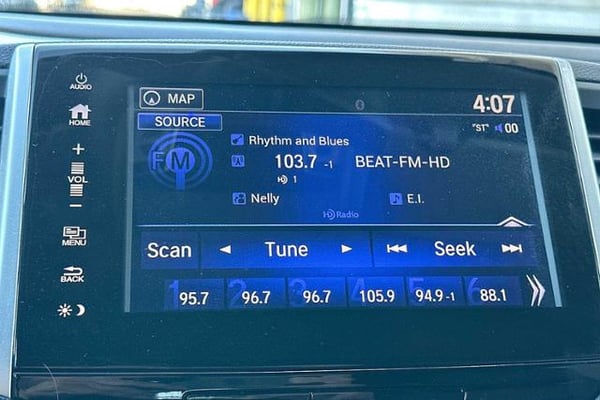 AUDIO
HOME
+
VOL
−
MENU
BACK
MAP
4:07
SOURCE
"ST" 00
FM
Rhythm and Blues
103.7 -1 BEAT-FM-HD
HD 1
Nelly E.I.
HD Radio
Scan Tune Seek
1 95.7 2 96.7 3 96.7 4 105.9 5 94.9-1 6 88.1